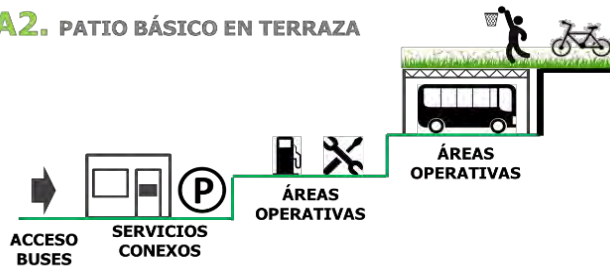 A2. PATIO BÁSICO EN TERRAZA
P
ÁREAS
OPERATIVAS
ÁREAS
OPERATIVAS
SERVICIOS
CONEXOS
ACCESO
BUSES